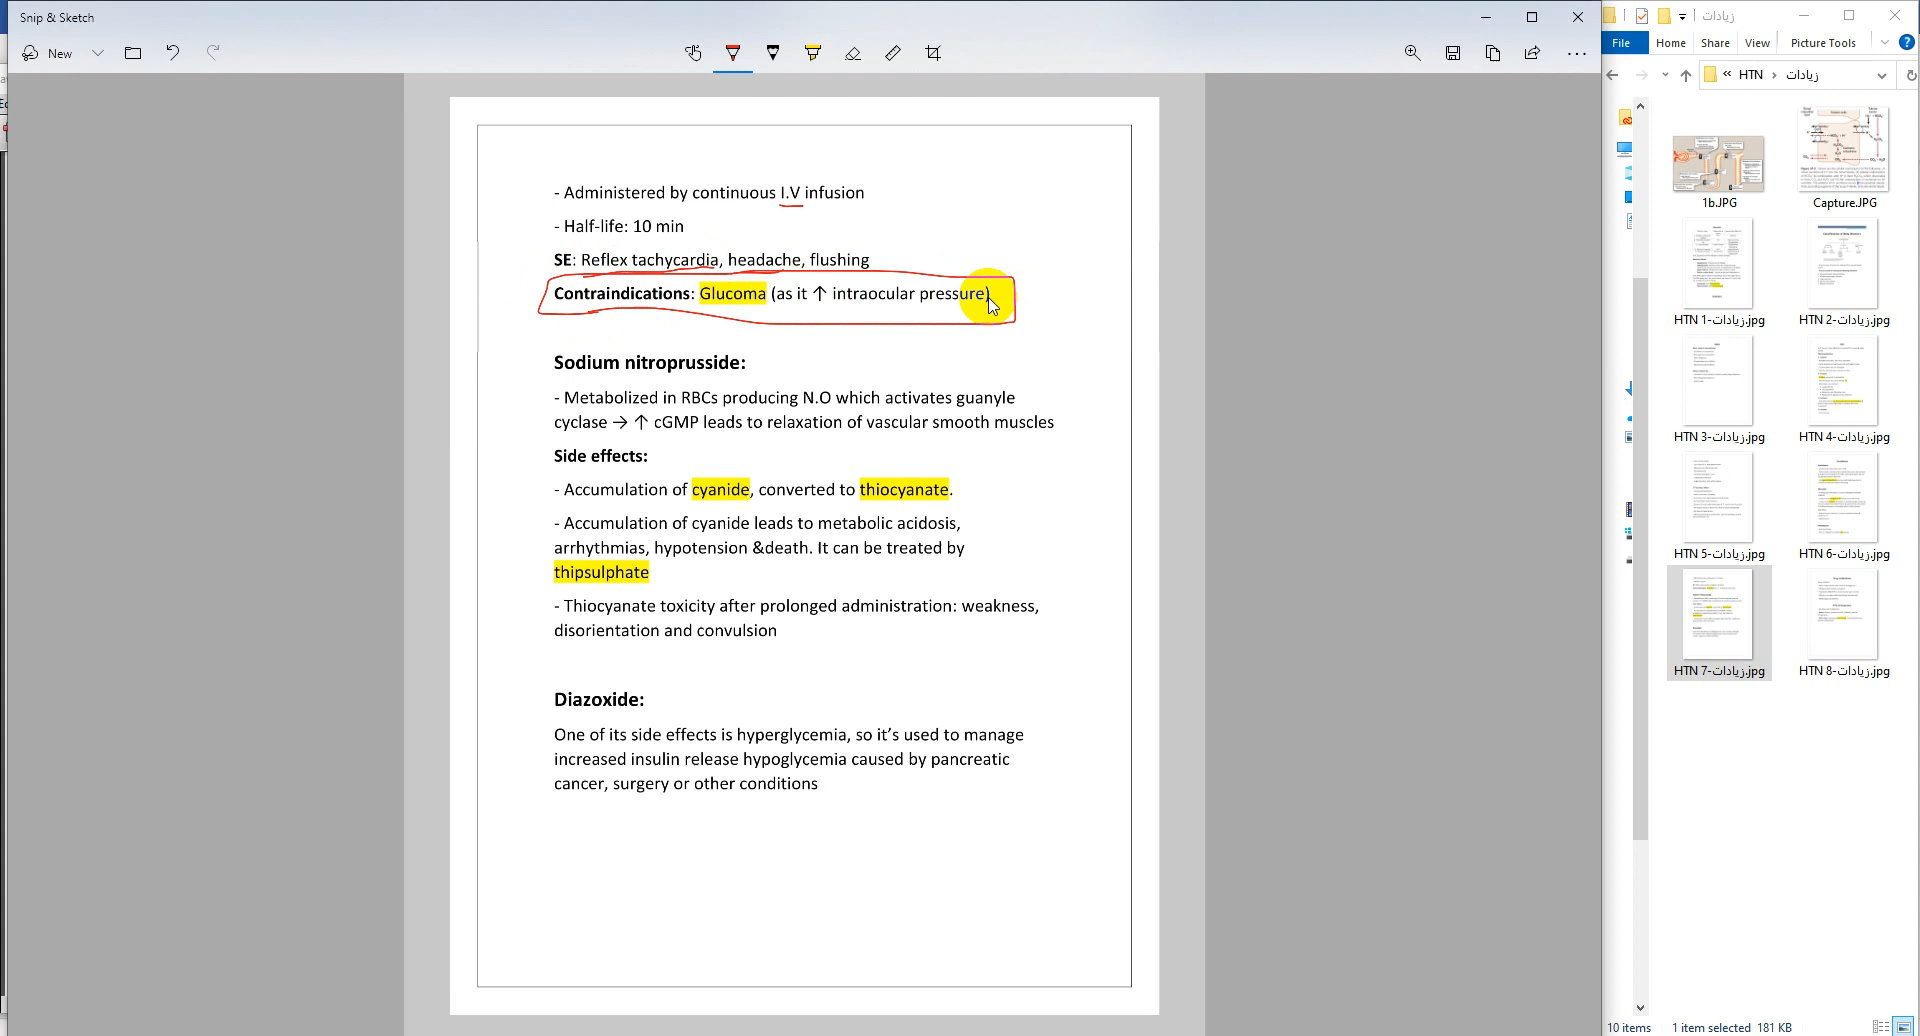 Snip & Sketch
New
- Administered by continuous I.V infusion
- Half-life: 10 min
SE: Reflex tachycardia, headache, flushing
Contraindications: Glucoma (as it ↑ intraocular pressure)
Sodium nitroprusside:
- Metabolized in RBCs producing N.O which activates guanyle
cyclase → ↑ cGMP leads to relaxation of vascular smooth muscles
Side effects:
- Accumulation of cyanide, converted to thiocyanate.
- Accumulation of cyanide leads to metabolic acidosis,
arrhythmias, hypotension &death. It can be treated by
thipsulphate
- Thiocyanate toxicity after prolonged administration: weakness,
disorientation and convulsion
Diazoxide:
One of its side effects is hyperglycemia, so it’s used to manage
increased insulin release hypoglycemia caused by pancreatic
cancer, surgery or other conditions
زيادات
File Home Share View Picture Tools
« HTN › زيادات
1b.JPG
Capture.JPG
HTN 1-زيادات.jpg
HTN 2-زيادات.jpg
HTN 3-زيادات.jpg
HTN 4-زيادات.jpg
HTN 5-زيادات.jpg
HTN 6-زيادات.jpg
HTN 7-زيادات.jpg
HTN 8-زيادات.jpg
10 items 1 item selected 181 KB